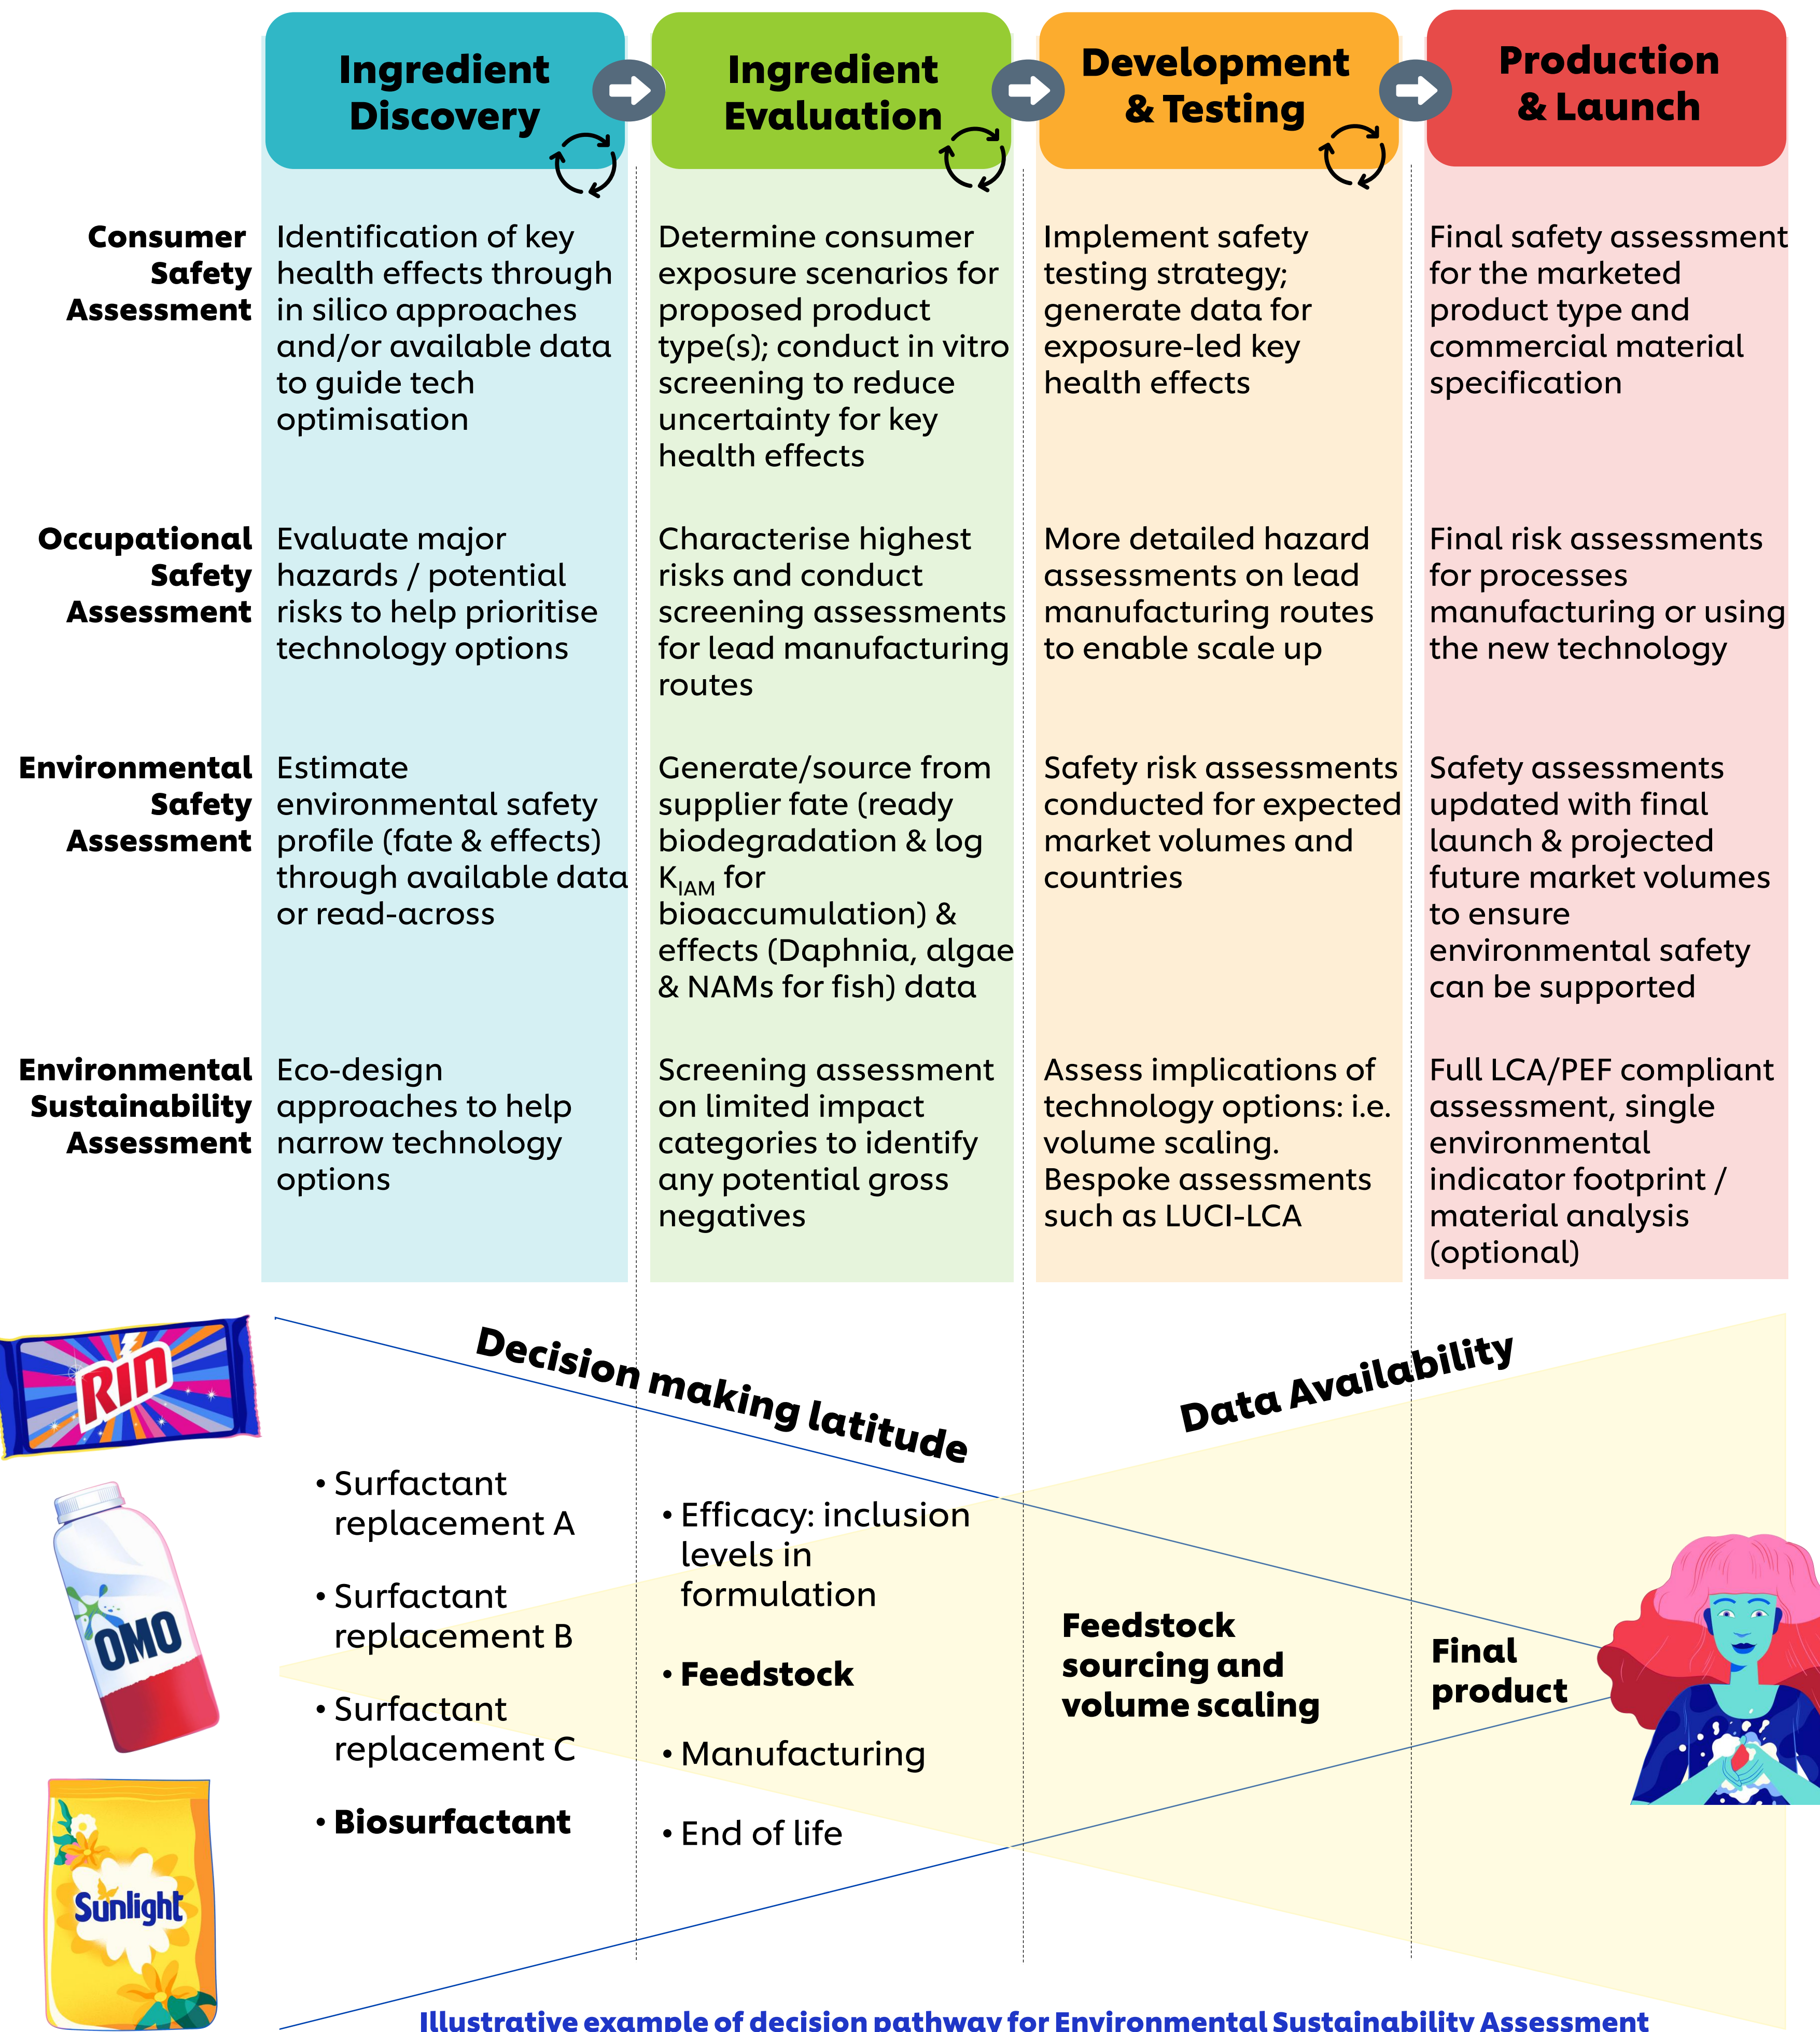 Ingredient
Discovery
Ingredient
Evaluation
Development
& Testing
Production
& Launch
Consumer
Safety
Assessment
Identification of key
health effects through
in silico approaches
and/or available data
to guide tech
optimisation
Determine consumer
exposure scenarios for
proposed product
type(s); conduct in vitro
screening to reduce
uncertainty for key
health effects
Implement safety
testing strategy;
generate data for
exposure-led key
health effects
Final safety assessment
for the marketed
product type and
commercial material
specification
Occupational
Safety
Assessment
Evaluate major
hazards / potential
risks to help prioritise
technology options
Characterise highest
risks and conduct
screening assessments
for lead manufacturing
routes
More detailed hazard
assessments on lead
manufacturing routes
to enable scale up
Final risk assessments
for processes
manufacturing or using
the new technology
Environmental
Safety
Assessment
Estimate
environmental safety
profile (fate & effects)
through available data
or read-across
Generate/source from
supplier fate (ready
biodegradation & log
K_IAM for
bioaccumulation) &
effects (Daphnia, algae
& NAMs for fish) data
Safety risk assessments
conducted for expected
market volumes and
countries
Safety assessments
updated with final
launch & projected
future market volumes
to ensure
environmental safety
can be supported
Environmental
Sustainability
Assessment
Eco-design
approaches to help
narrow technology
options
Screening assessment
on limited impact
categories to identify
any potential gross
negatives
Assess implications of
technology options: i.e.
volume scaling.
Bespoke assessments
such as LUCI-LCA
Full LCA/PEF compliant
assessment, single
environmental
indicator footprint /
material analysis
(optional)
Rin
OMO
Sunlight
Decision making latitude
Data Availability
• Surfactant
replacement A
• Surfactant
replacement B
• Surfactant
replacement C
• Biosurfactant
• Efficacy: inclusion
levels in
formulation
• Feedstock
• Manufacturing
• End of life
Feedstock
sourcing and
volume scaling
Final
product
Illustrative example of decision pathway for Environmental Sustainability Assessment